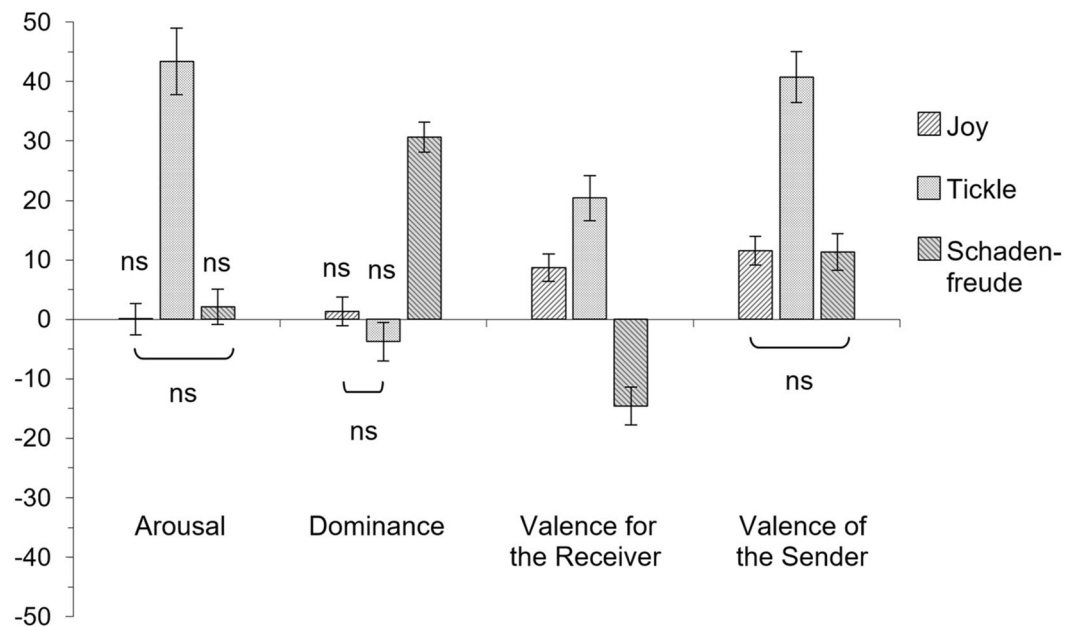 50
40
30
20
10
0
-10
-20
-30
-40
-50
ns
ns
ns
ns
ns
ns
ns
Arousal
Dominance
Valence for
the Receiver
Valence of
the Sender
Joy
Tickle
Schaden-
freude